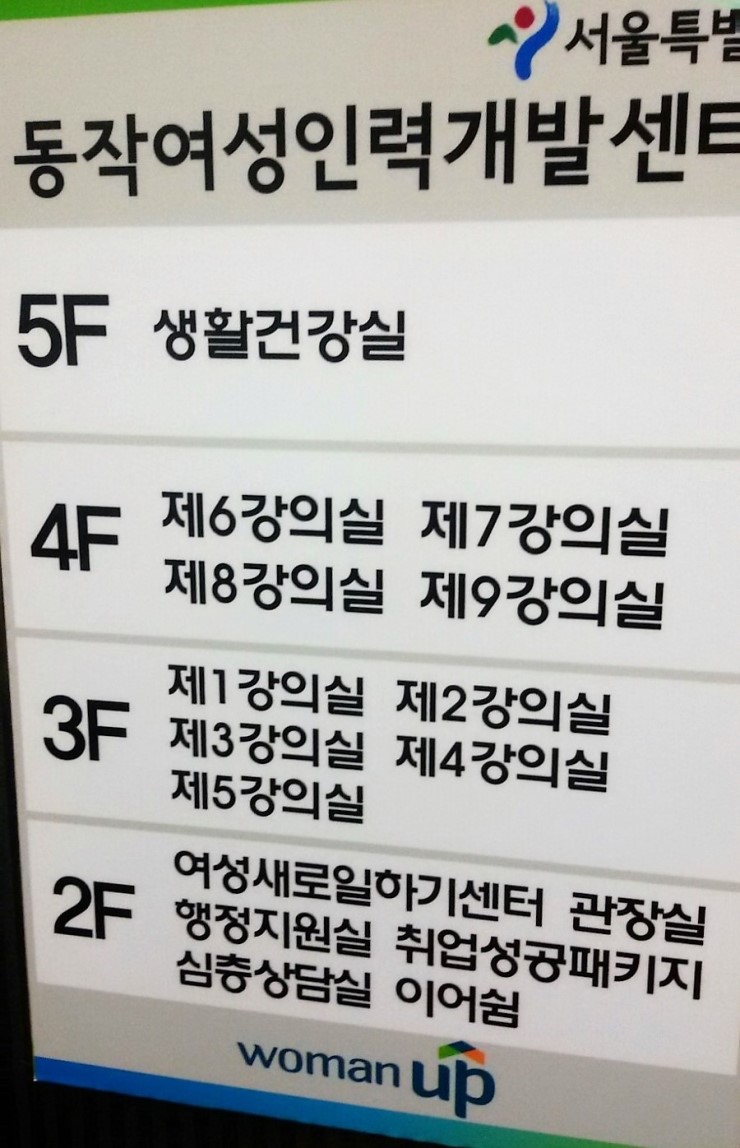 서울특별
동작여성인력개발센터
5F 생활건강실
4F 제6강의실 제7강의실
제8강의실 제9강의실
3F 제1강의실 제2강의실
제3강의실 제4강의실
제5강의실
2F 여성새로일하기센터 관장실
행정지원실 취업성공패키지
심층상담실 이어쉼
woman up